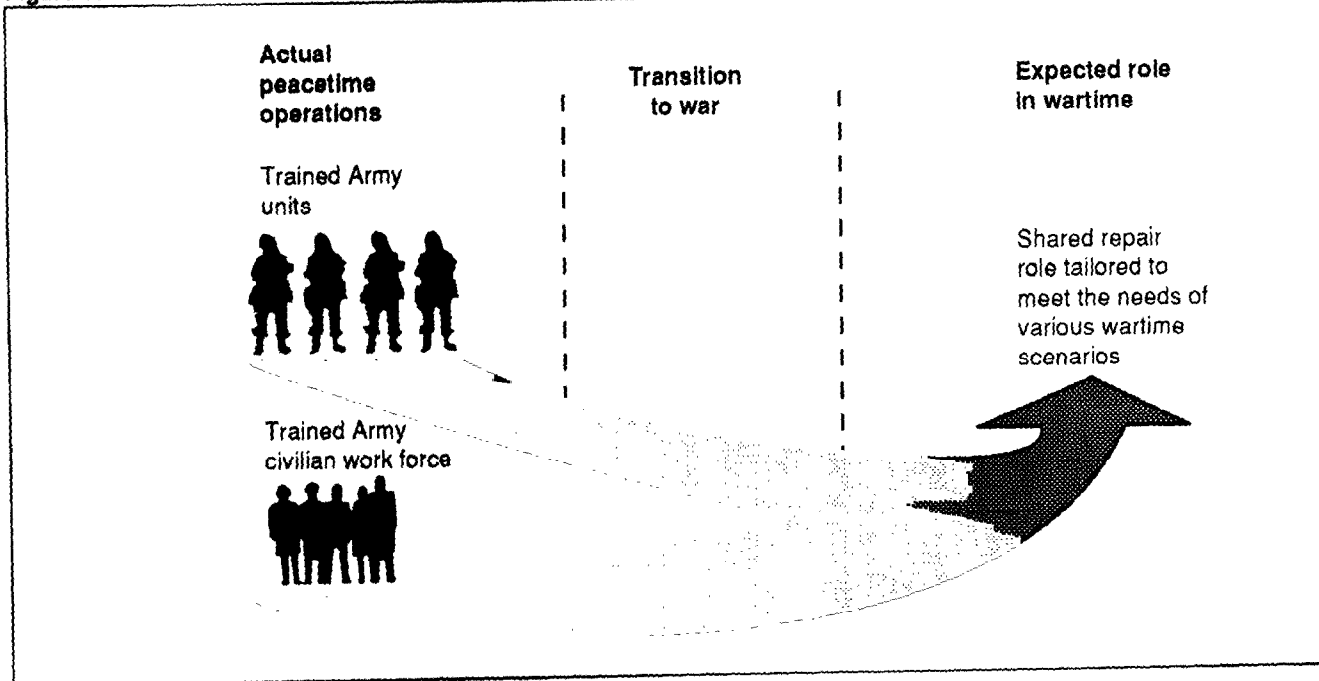 Actual
peacetime
operations
Transition
to war
Expected role
in wartime
Trained Army
units
Shared repair
role tailored to
meet the needs of
various wartime
scenarios
Trained Army
civilian work force